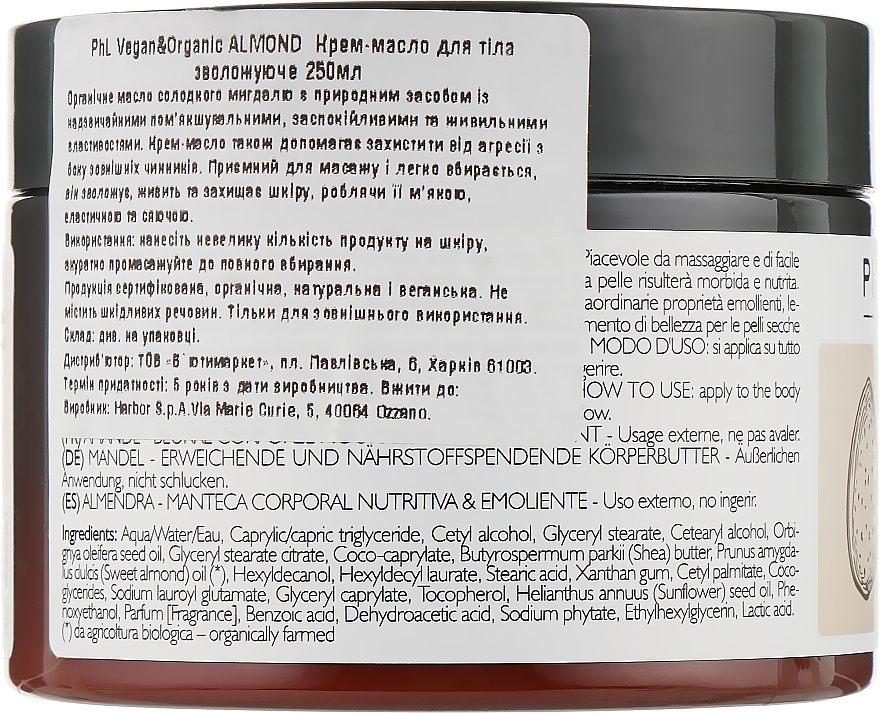 PhL Vegan&Organic ALMOND Крем-масло для тіла
зволожуюче 250мл
Органічне масло солодкого мигдалю є природним засобом із
надзвичайними пом'якшувальними, заспокійливими та живильними
властивостями. Крем-масло також допомагає захистити від агресії з
боку зовнішніх чинників. Приємний для масажу і легко вбирається,
він зволожує, живить та захищає шкіру, роблячи її м'якою,
еластичною та сяючою.
Використання: нанесіть невелику кількість продукту на шкіру,
акуратно промасажуйте до повного вбирання.
Продукція сертифікована, органічна, натуральна і веганська. Не
містить шкідливих речовин. Тільки для зовнішнього використання.
Склад: див. на упаковці.
Дистриб'ютор: ТОВ «Б'ютимаркет», пл. Павлівська, 6, Харків 61003.
Термін придатності: 5 років з дати виробництва. Вжити до:
Виробник: Harbor S.p.A.Via Marie Curie, 5, 40064 Ozzano.
Piacevole da massaggiare e di facile
a pelle risulterà morbida e nutrita.
aordinarie proprietà emollienti, le-
mento di bellezza per le pelli secche
MODO D'USO: si applica su tutto
gerire.
HOW TO USE: apply to the body
ow.
NT - Usage externe, ne pas avaler.
(DE) MANDEL - ERWEICHENDE UND NÄHRSTOFFSPENDENDE KÖRPERBUTTER - Äußerlichen
Anwendung, nicht schlucken.
(ES) ALMENDRA - MANTECA CORPORAL NUTRITIVA & EMOLIENTE - Uso externo, no ingerir.
Ingredients: Aqua/Water/Eau, Caprylic/capric triglyceride, Cetyl alcohol, Glyceryl stearate, Cetearyl alcohol, Orbi-
gnya oleifera seed oil, Glyceryl stearate citrate, Coco-caprylate, Butyrospermum parkii (Shea) butter, Prunus amygda-
lus dulcis (Sweet almond) oil (*), Hexyldecanol, Hexyldecyl laurate, Stearic acid, Xanthan gum, Cetyl palmitate, Coco-
glycerides, Sodium lauroyl glutamate, Glyceryl caprylate, Tocopherol, Helianthus annuus (Sunflower) seed oil, Phe-
noxyethanol, Parfum [Fragrance], Benzoic acid, Dehydroacetic acid, Sodium phytate, Ethylhexylglycerin, Lactic acid.
(*) da agricoltura biologica – organically farmed
P